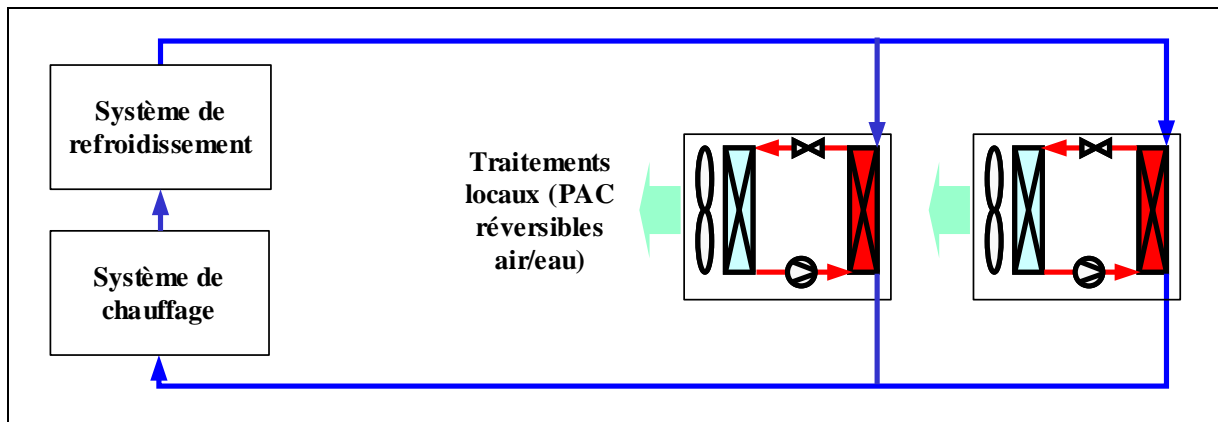 Système de
refroidissement
Système de
chauffage
Traitements
locaux (PAC
réversibles
air/eau)